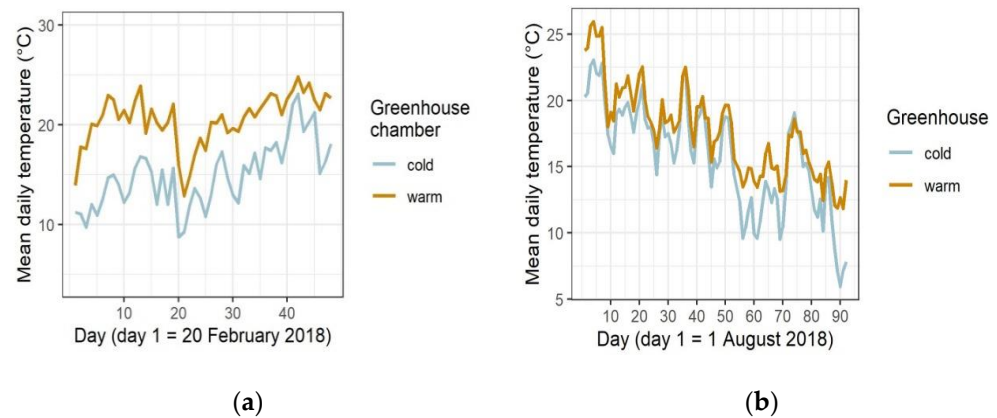 Mean daily temperature (°C)
30
20
10
10
20
30
40
Day (day 1 = 20 February 2018)
Greenhouse
chamber
cold
warm
(a)
Mean daily temperature (°C)
25
20
15
10
5
10 20 30 40 50 60 70 80 90
Day (day 1 = 1 August 2018)
Greenhouse
cold
warm
(b)